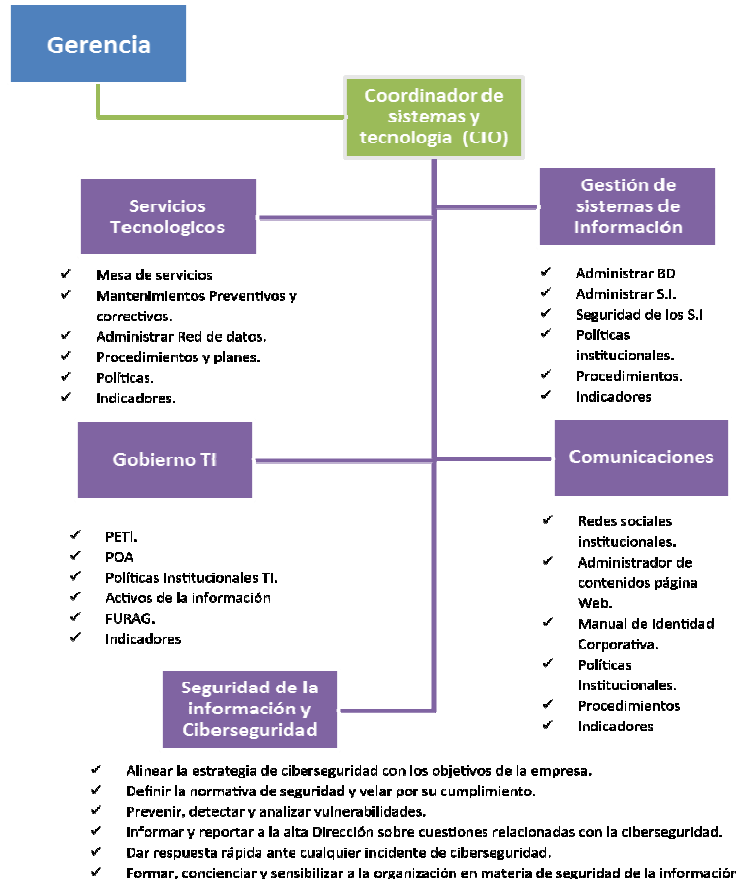 Gerencia
Coordinador de
sistemas y
tecnología (CIO)
Servicios
Tecnologicos
✓ Mesa de servicios
✓ Mantenimientos Preventivos y
correctivos.
✓ Administrar Red de datos.
✓ Procedimientos y planes.
✓ Políticas.
✓ Indicadores.
Gestión de
sistemas de
Información
✓ Administrar BD
✓ Administrar S.I.
✓ Seguridad de los S.I
✓ Políticas
institucionales.
✓ Procedimientos.
✓ Indicadores
Gobierno TI
✓ PETI.
✓ POA
✓ Políticas Institucionales TI.
✓ Activos de la información
✓ FURAG.
✓ Indicadores
Comunicaciones
✓ Redes sociales
institucionales.
✓ Administrador de
contenidos página
Web.
✓ Manual de Identidad
Corporativa.
✓ Políticas
Institucionales.
✓ Procedimientos
✓ Indicadores
Seguridad de la
información y
Ciberseguridad
✓ Alinear la estrategia de ciberseguridad con los objetivos de la empresa.
✓ Definir la normativa de seguridad y velar por su cumplimiento.
✓ Prevenir, detectar y analizar vulnerabilidades.
✓ Informar y reportar a la alta Dirección sobre cuestiones relacionadas con la ciberseguridad.
✓ Dar respuesta rápida ante cualquier incidente de ciberseguridad.
✓ Formar, concienciar y sensibilizar a la organización en materia de seguridad de la información